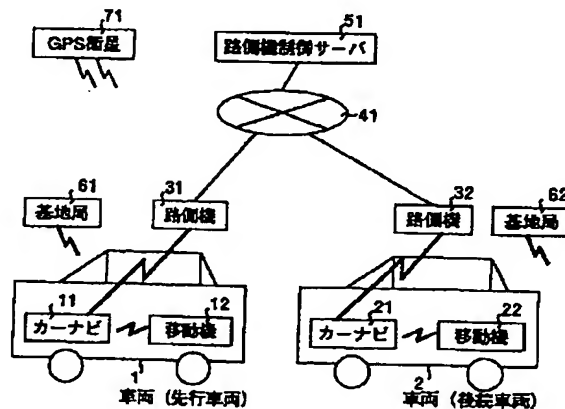 71
GPS衛星
51
路側機制御サーバ
41
61
基地局
31
路側機
32
路側機
62
基地局
11
カーナビ
12
移動機
21
カーナビ
22
移動機
1
車両(先行車両)
2
車両(後続車両)